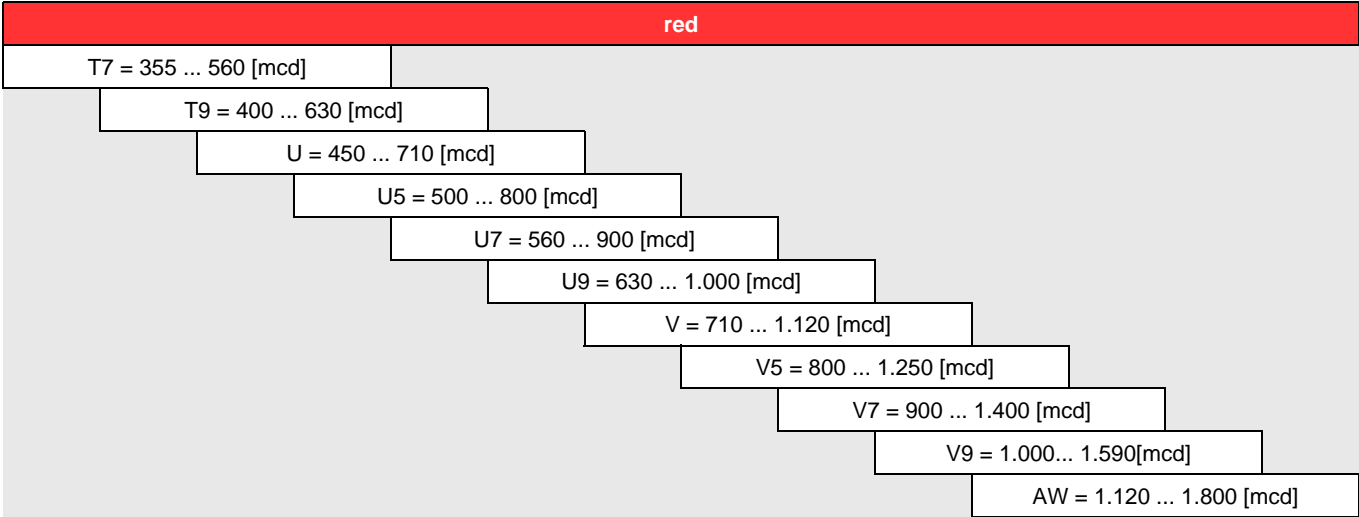 red
T7 = 355 ... 560 [mcd]
T9 = 400 ... 630 [mcd]
U = 450 ... 710 [mcd]
U5 = 500 ... 800 [mcd]
U7 = 560 ... 900 [mcd]
U9 = 630 ... 1.000 [mcd]
V = 710 ... 1.120 [mcd]
V5 = 800 ... 1.250 [mcd]
V7 = 900 ... 1.400 [mcd]
V9 = 1.000... 1.590[mcd]
AW = 1.120 ... 1.800 [mcd]